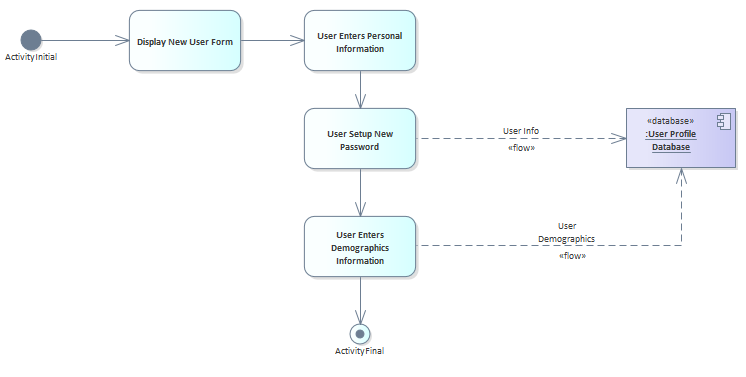 ActivityInitial
Display New User Form
User Enters Personal
Information
User Setup New
Password
User Info
«flow»
«database»
:User Profile
Database
User Enters
Demographics
Information
User
Demographics
«flow»
ActivityFinal